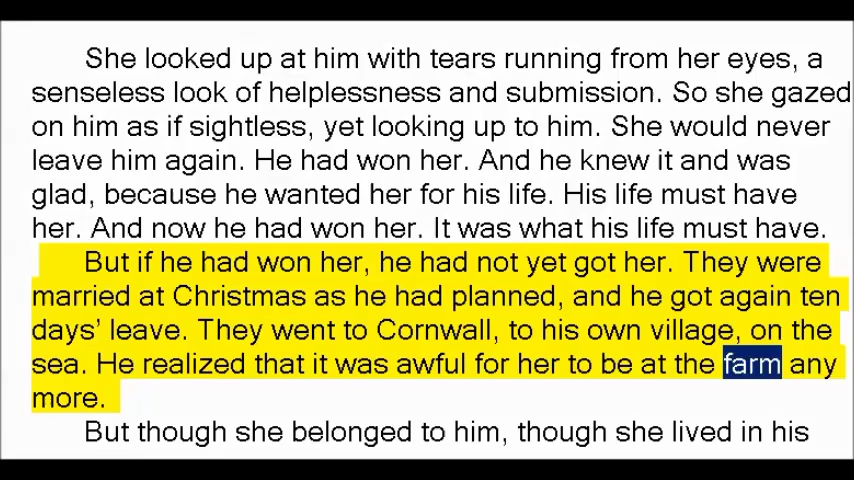 She looked up at him with tears running from her eyes, a
senseless look of helplessness and submission. So she gazed
on him as if sightless, yet looking up to him. She would never
leave him again. He had won her. And he knew it and was
glad, because he wanted her for his life. His life must have
her. And now he had won her. It was what his life must have.
But if he had won her, he had not yet got her. They were
married at Christmas as he had planned, and he got again ten
days’ leave. They went to Cornwall, to his own village, on the
sea. He realized that it was awful for her to be at the farm any
more.
But though she belonged to him, though she lived in his